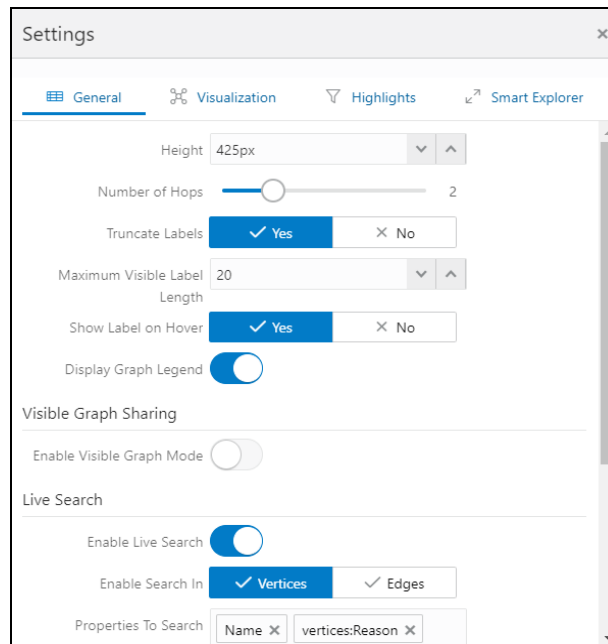 Settings
General Visualization Highlights Smart Explorer
Height 425px
Number of Hops 2
Truncate Labels Yes No
Maximum Visible Label 20
Length
Show Label on Hover Yes No
Display Graph Legend
Visible Graph Sharing
Enable Visible Graph Mode
Live Search
Enable Live Search
Enable Search In Vertices Edges
Properties To Search Name vertices:Reason